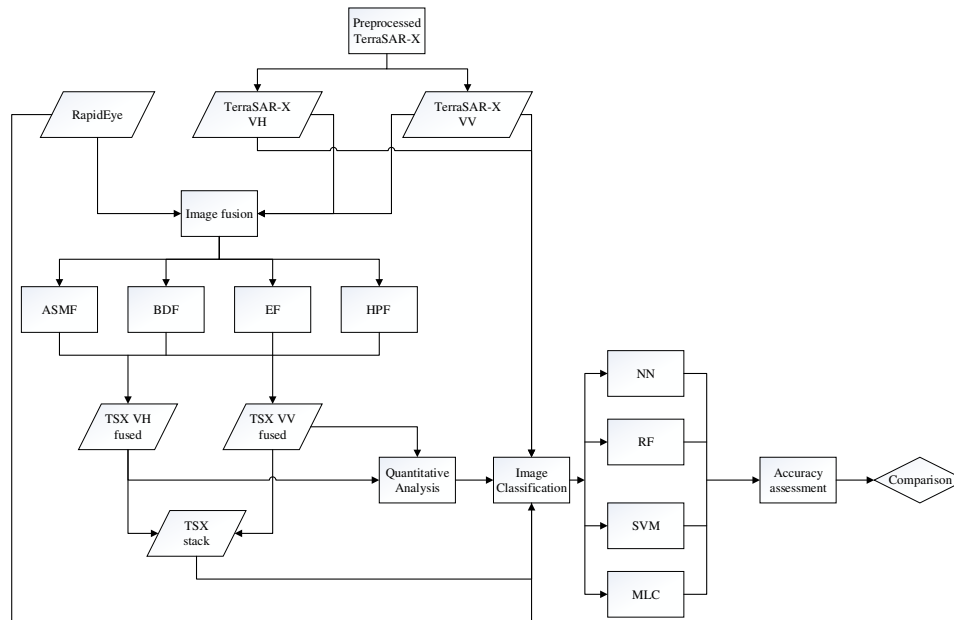 Preprocessed
TerraSAR-X
RapidEye
TerraSAR-X
VH
TerraSAR-X
VV
Image fusion
ASMF
BDF
EF
HPF
TSX VH
fused
TSX VV
fused
Quantitative
Analysis
Image
Classification
TSX
stack
NN
RF
SVM
MLC
Accuracy
assessment
Comparison